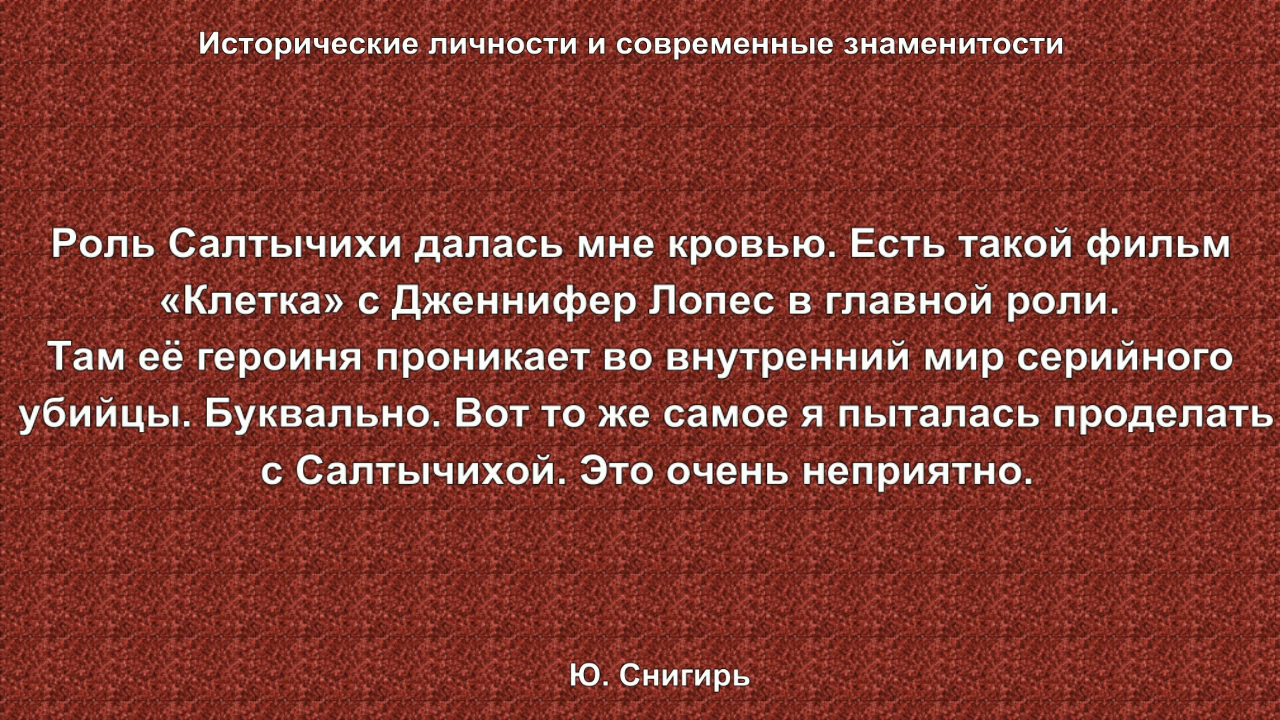 Исторические личности и современные знаменитости
Роль Салтычихи далась мне кровью. Есть такой фильм
«Клетка» с Дженнифер Лопес в главной роли.
Там её героиня проникает во внутренний мир серийного
убийцы. Буквально. Вот то же самое я пыталась проделать
с Салтычихой. Это очень неприятно.
Ю. Снигирь